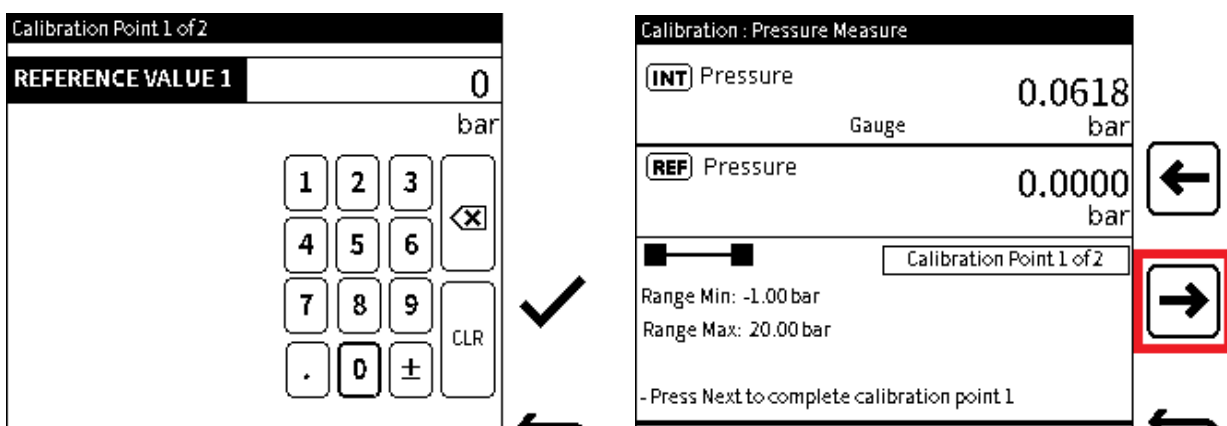 Calibration Point 1 of 2
REFERENCE VALUE 1 0
bar
1 2 3
4 5 6
7 8 9
CLR
. 0 ±
Calibration : Pressure Measure
INT Pressure 0.0618
Gauge bar
REF Pressure 0.0000
bar
Calibration Point 1 of 2
Range Min: -1.00 bar
Range Max: 20.00 bar
- Press Next to complete calibration point 1